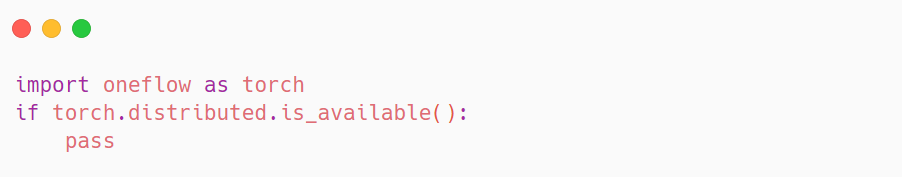 import oneflow as torch
if torch.distributed.is_available():
    pass